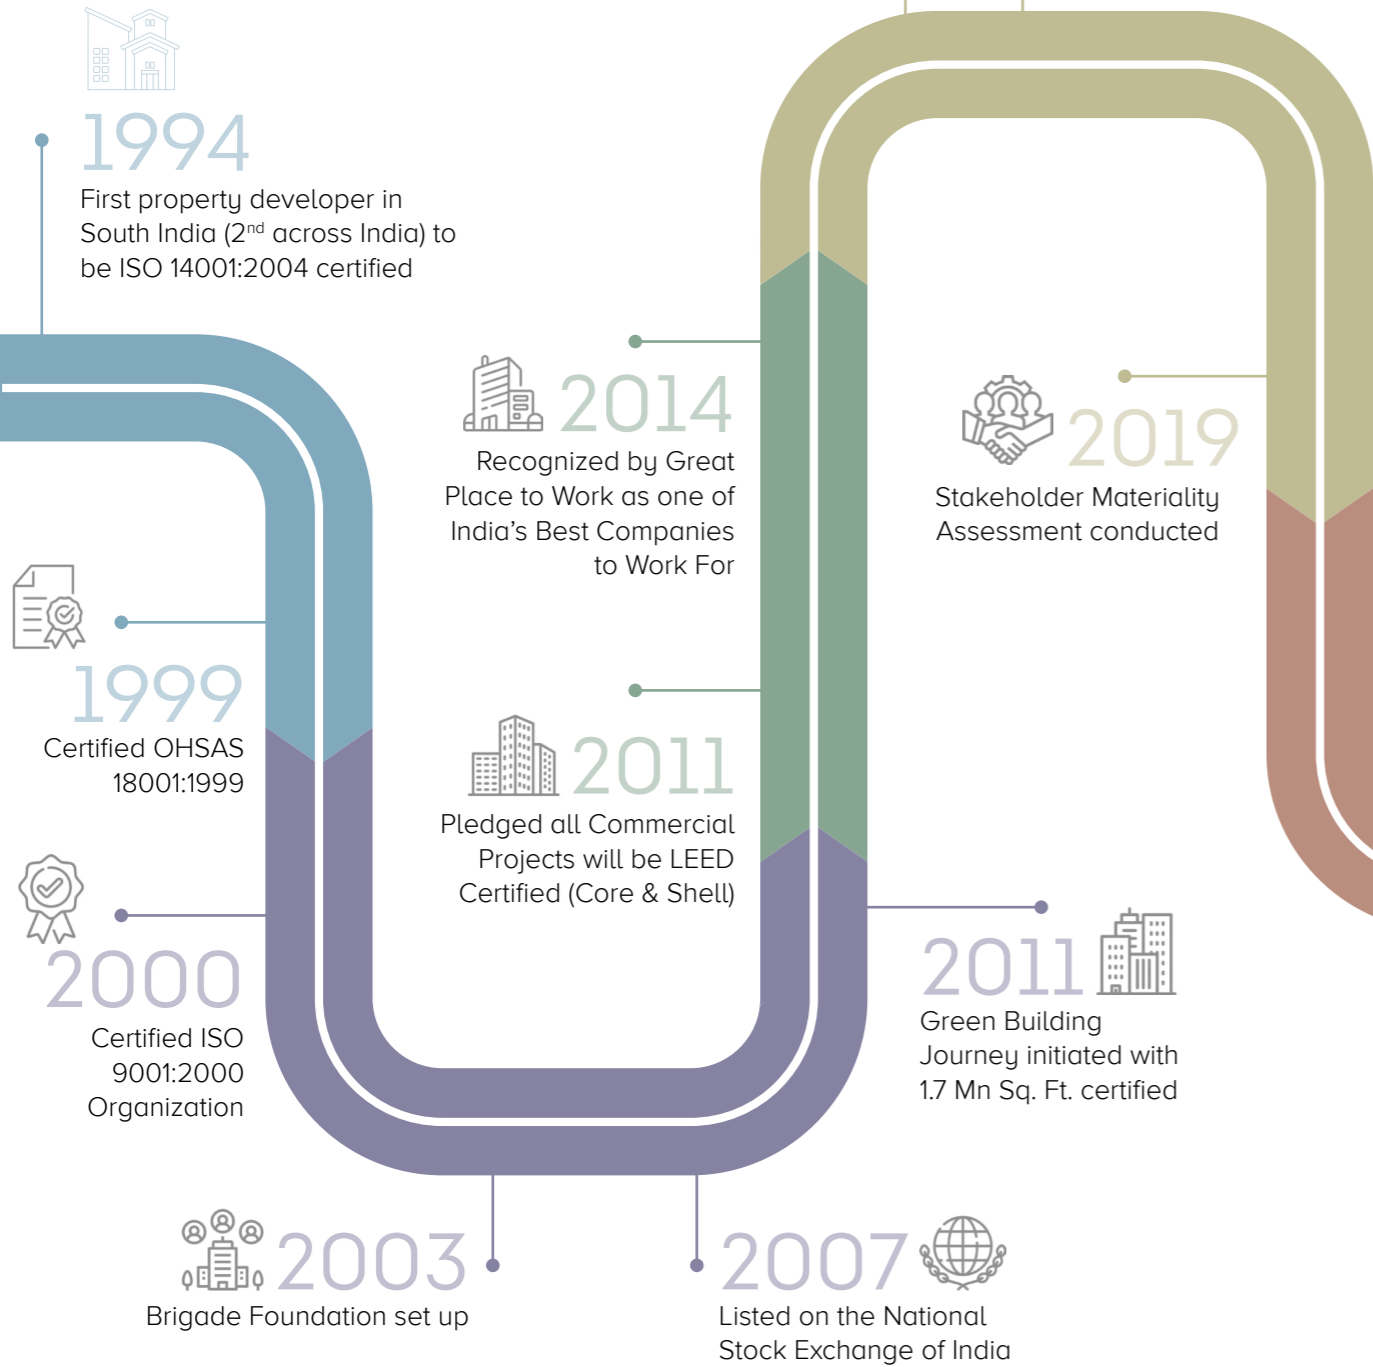 1994
First property developer in
South India (2nd across India) to
be ISO 14001:2004 certified
1999
Certified OHSAS
18001:1999
2000
Certified ISO
9001:2000
Organization
2003
Brigade Foundation set up
2007
Listed on the National
Stock Exchange of India
2011
Green Building
Journey initiated with
1.7 Mn Sq. Ft. certified
2011
Pledged all Commercial
Projects will be LEED
Certified (Core & Shell)
2014
Recognized by Great
Place to Work as one of
India’s Best Companies
to Work For
2019
Stakeholder Materiality
Assessment conducted